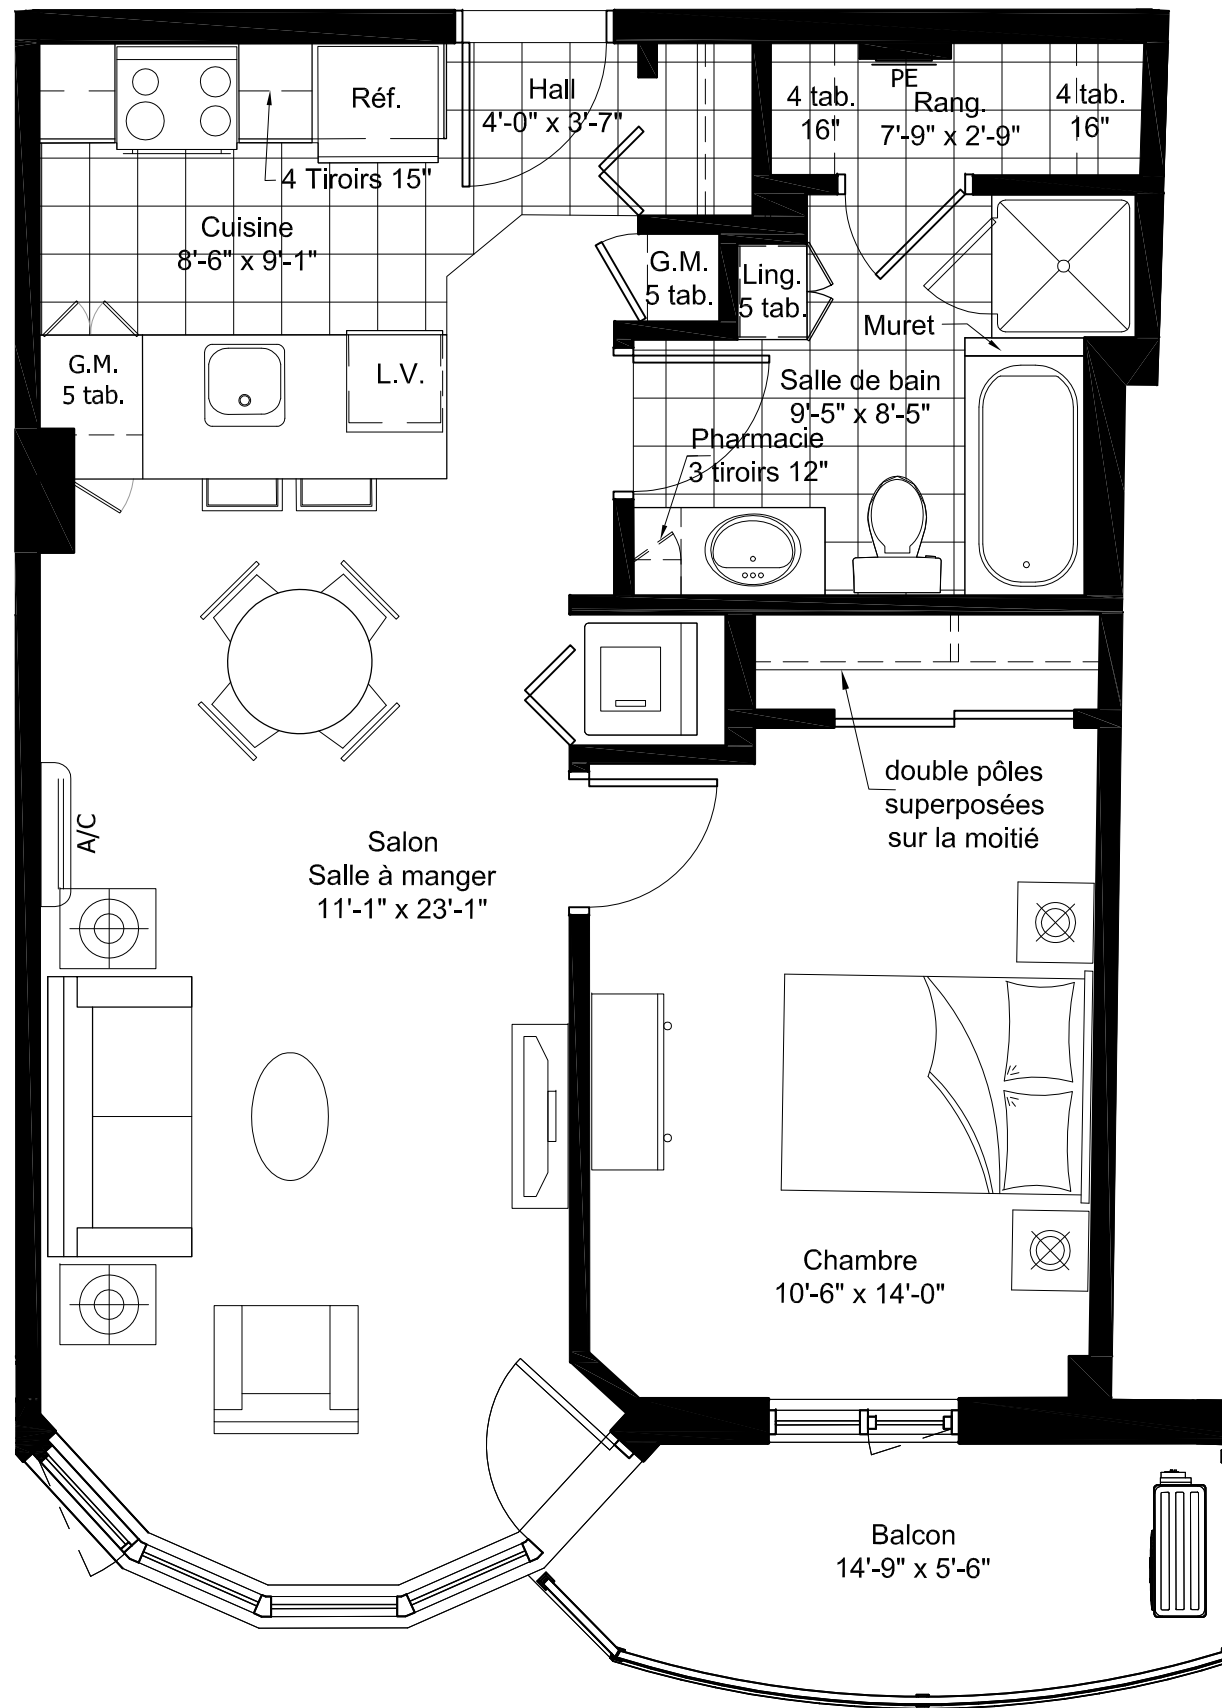 Réf.
Hall
4'-0" x 3'-7"
4 tab.
16"
PE
Rang.
7'-9" x 2'-9"
4 tab.
16"
4 Tiroirs 15"
Cuisine
8'-6" x 9'-1"
G.M.
5 tab.
Ling.
5 tab.
Muret
G.M.
5 tab.
L.V.
Salle de bain
9'-5" x 8'-5"
Pharmacie
3 tiroirs 12"
double pôles
superposées
sur la moitié
A/C
Salon
Salle à manger
11'-1" x 23'-1"
Chambre
10'-6" x 14'-0"
Balcon
14'-9" x 5'-6"